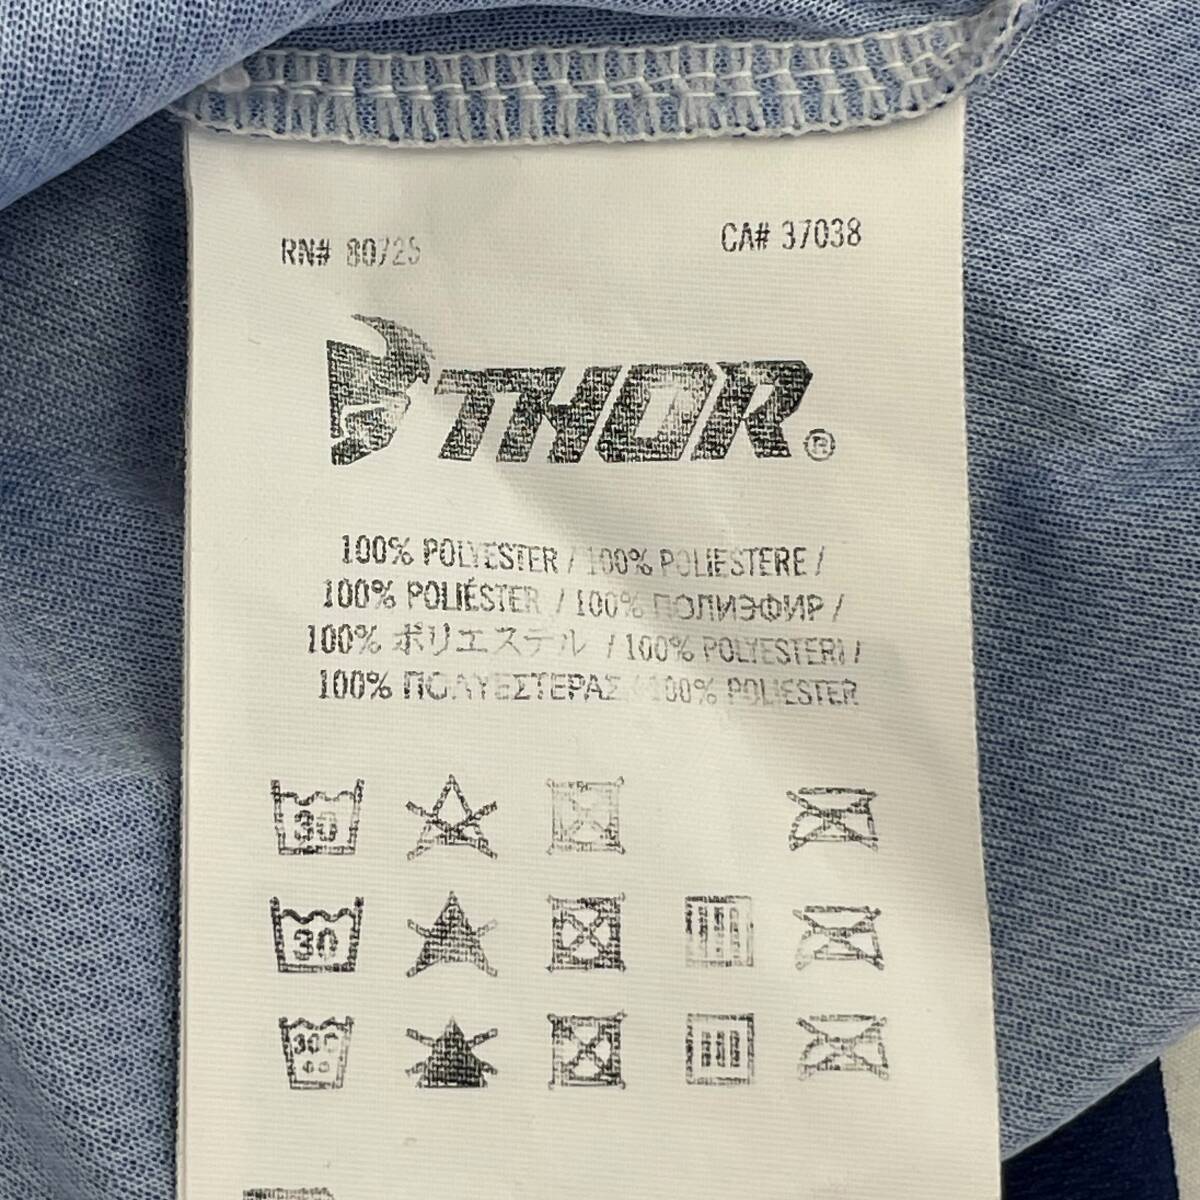 RN# 80725 CA# 37038
THOR®
100% POLYESTER / 100% POLIESTERE /
100% POLIÉSTER / 100% ПОЛИЭФИР /
100% ポリエステル / 100% POLYESTERI /
100% ΠΟΛΥΕΣΤΕΡΑΣ / 100% POLIESTER
30
30
30C